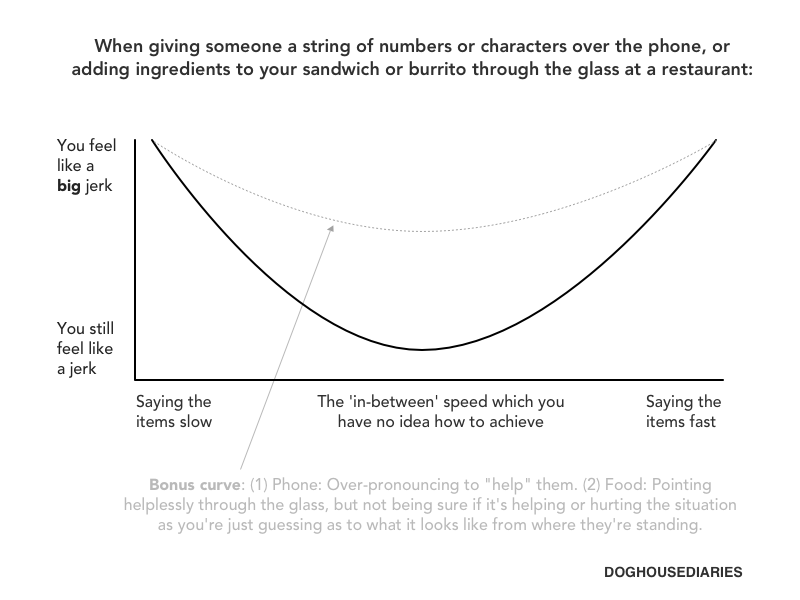 When giving someone a string of numbers or characters over the phone, or
adding ingredients to your sandwich or burrito through the glass at a restaurant:
You feel
like a
big jerk
You still
feel like
a jerk
Saying the
items slow
The 'in-between' speed which you
have no idea how to achieve
Saying the
items fast
Bonus curve: (1) Phone: Over-pronouncing to "help" them. (2) Food: Pointing
helplessly through the glass, but not being sure if it's helping or hurting the situation
as you're just guessing as to what it looks like from where they're standing.
DOGHOUSEDIARIES